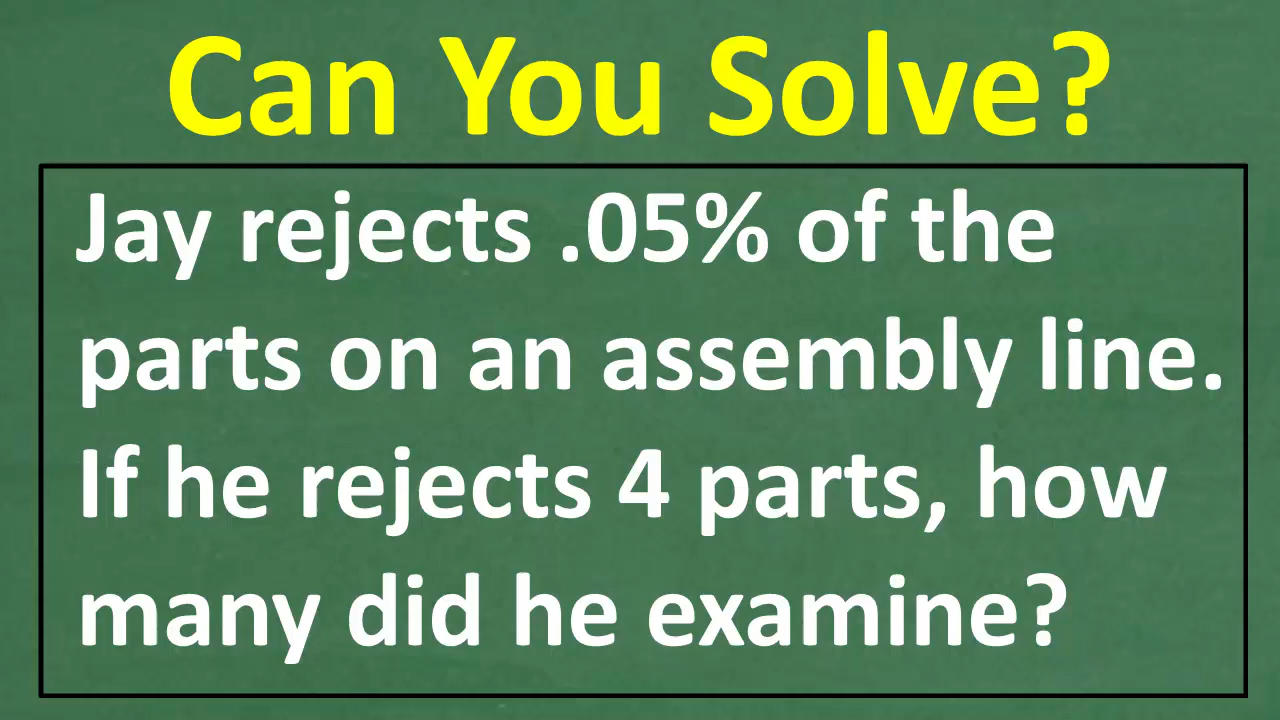 Can You Solve?
Jay rejects .05% of the
parts on an assembly line.
If he rejects 4 parts, how
many did he examine?